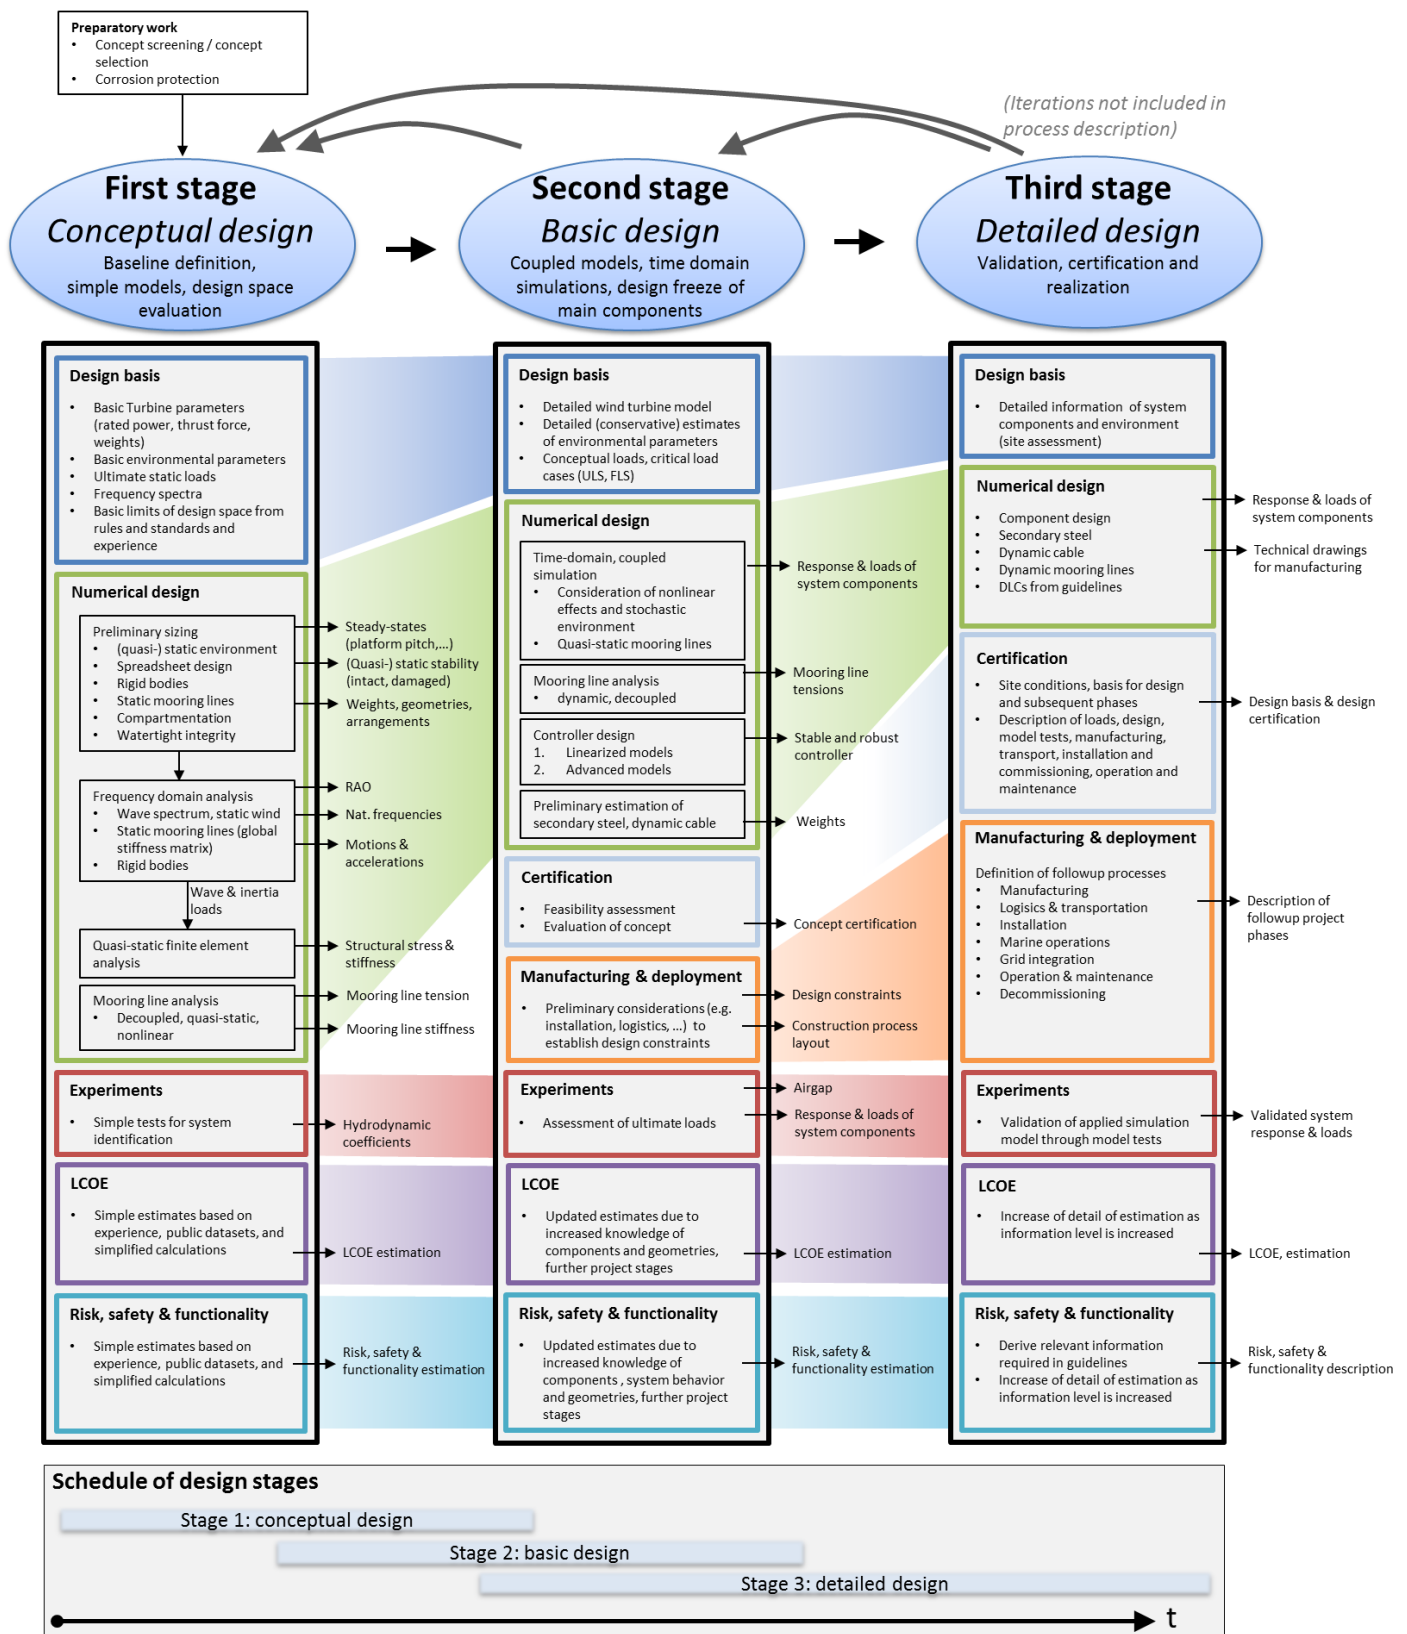 Preparatory work
• Concept screening / concept
selection
• Corrosion protection
(Iterations not included in
process description)
First stage
Conceptual design
Baseline definition,
simple models, design space
evaluation
Second stage
Basic design
Coupled models, time domain
simulations, design freeze of
main components
Third stage
Detailed design
Validation, certification and
realization
Design basis
• Basic Turbine parameters
(rated power, thrust force,
weights)
• Basic environmental parameters
• Ultimate static loads
• Frequency spectra
• Basic limits of design space from
rules and standards and
experience
Numerical design
Preliminary sizing
• (quasi-) static environment
• Spreadsheet design
• Rigid bodies
• Static mooring lines
• Compartmentation
• Watertight integrity
Steady-states
(platform pitch,...)
(Quasi-) static stability
(intact, damaged)
Weights, geometries,
arrangements
Frequency domain analysis
• Wave spectrum, static wind
• Static mooring lines (global
stiffness matrix)
• Rigid bodies
RAO
Nat. frequencies
Motions &
accelerations
Wave & inertia
loads
Quasi-static finite element
analysis
Structural stress &
stiffness
Mooring line analysis
• Decoupled, quasi-static,
nonlinear
Mooring line tension
Mooring line stiffness
Experiments
• Simple tests for system
identification
Hydrodynamic
coefficients
LCOE
• Simple estimates based on
experience, public datasets, and
simplified calculations
LCOE estimation
Risk, safety & functionality
• Simple estimates based on
experience, public datasets, and
simplified calculations
Risk, safety &
functionality estimation
Design basis
• Detailed wind turbine model
• Detailed (conservative) estimates
of environmental parameters
• Conceptual loads, critical load
cases (ULS, FLS)
Numerical design
Time-domain, coupled
simulation
• Consideration of nonlinear
effects and stochastic
environment
• Quasi-static mooring lines
Response & loads of
system components
Mooring line analysis
• dynamic, decoupled
Mooring line
tensions
Controller design
1. Linearized models
2. Advanced models
Stable and robust
controller
Preliminary estimation of
secondary steel, dynamic cable
Weights
Certification
• Feasibility assessment
• Evaluation of concept
Concept certification
Manufacturing & deployment
• Preliminary considerations (e.g.
installation, logistics, ...) to
establish design constraints
Design constraints
Construction process
layout
Experiments
• Assessment of ultimate loads
Airgap
Response & loads of
system components
LCOE
• Updated estimates due to
increased knowledge of
components and geometries,
further project stages
LCOE estimation
Risk, safety & functionality
• Updated estimates due to
increased knowledge of
components , system behavior
and geometries, further project
stages
Risk, safety &
functionality estimation
Design basis
• Detailed information of system
components and environment
(site assessment)
Numerical design
• Component design
• Secondary steel
• Dynamic cable
• Dynamic mooring lines
• DLCs from guidelines
Response & loads of
system components
Technical drawings
for manufacturing
Certification
• Site conditions, basis for design
and subsequent phases
• Description of loads, design,
model tests, manufacturing,
transport, installation and
commissioning, operation and
maintenance
Design basis & design
certification
Manufacturing & deployment
Definition of followup processes
• Manufacturing
• Logisics & transportation
• Installation
• Marine operations
• Grid integration
• Operation & maintenance
• Decommissioning
Description of
followup project
phases
Experiments
• Validation of applied simulation
model through model tests
Validated system
response & loads
LCOE
• Increase of detail of estimation as
information level is increased
LCOE, estimation
Risk, safety & functionality
• Derive relevant information
required in guidelines
• Increase of detail of estimation as
information level is increased
Risk, safety &
functionality description
Schedule of design stages
Stage 1: conceptual design
Stage 2: basic design
Stage 3: detailed design
t